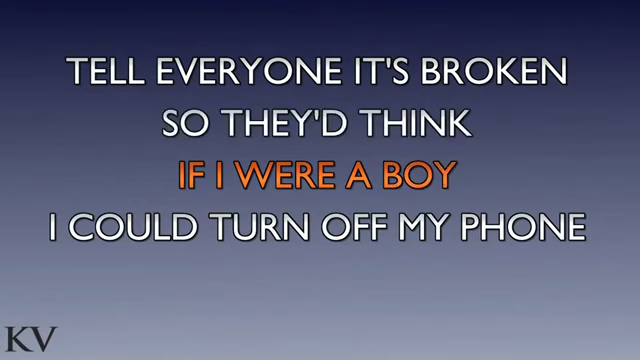 TELL EVERYONE IT'S BROKEN
SO THEY'D THINK
IF I WERE A BOY
I COULD TURN OFF MY PHONE
KV